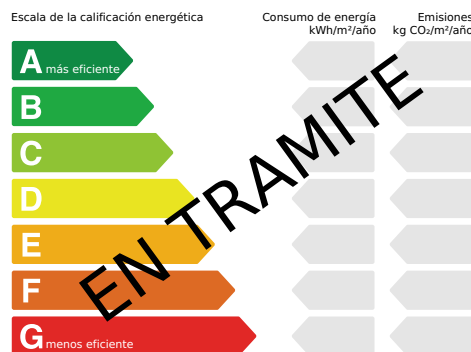 Escala de la calificación energética
Consumo de energía
kWh/m²/año
Emisiones
kg CO₂/m²/año
A más eficiente
B
C
D
E
F
G menos eficiente
EN TRAMITE